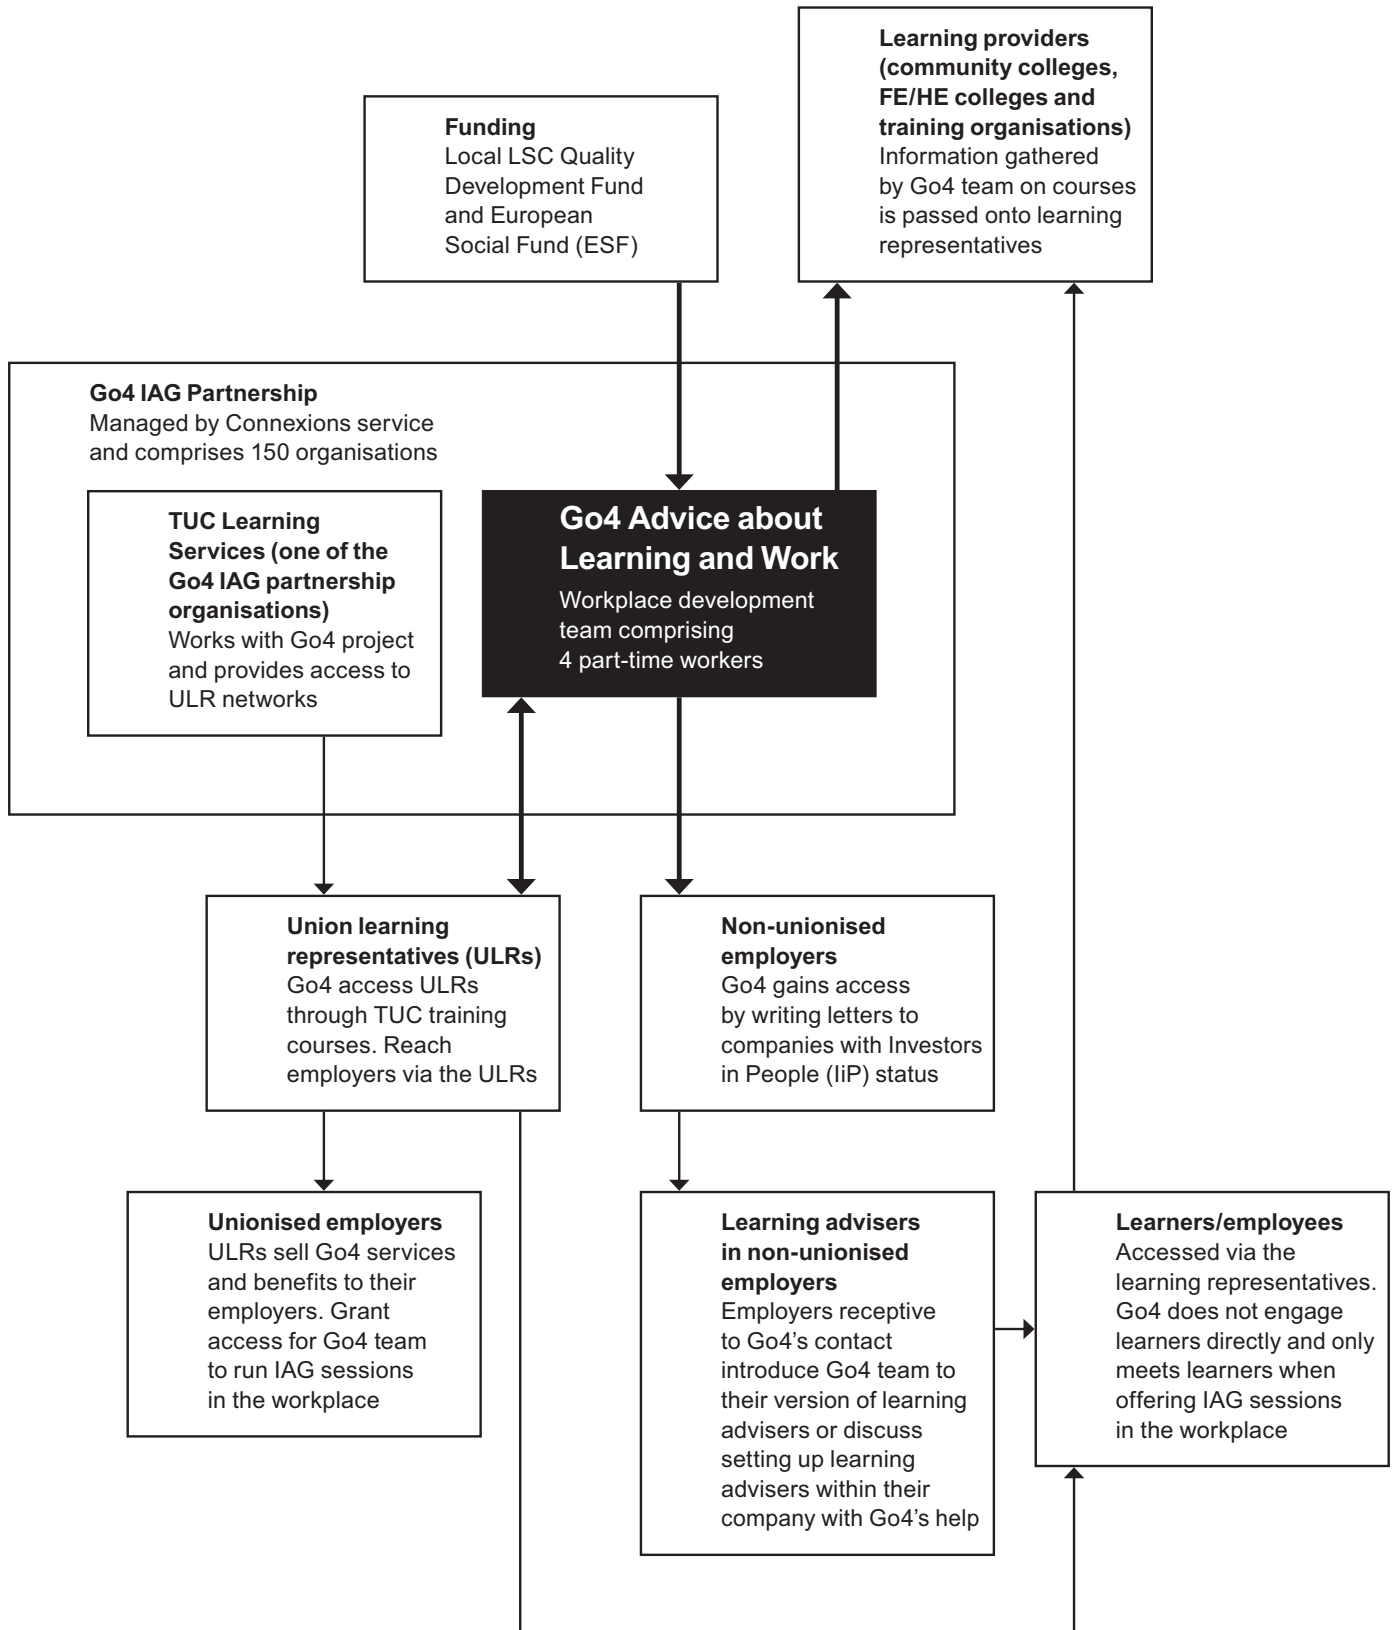 Learning providers
(community colleges,
FE/HE colleges and
training organisations)
Information gathered
by Go4 team on courses
is passed onto learning
representatives
Funding
Local LSC Quality
Development Fund
and European
Social Fund (ESF)
Go4 IAG Partnership
Managed by Connexions service
and comprises 150 organisations
TUC Learning
Services (one of the
Go4 IAG partnership
organisations)
Works with Go4 project
and provides access to
ULR networks
Go4 Advice about
Learning and Work
Workplace development
team comprising
4 part-time workers
Union learning
representatives (ULRs)
Go4 access ULRs
through TUC training
courses. Reach
employers via the ULRs
Non-unionised
employers
Go4 gains access
by writing letters to
companies with Investors
in People (IiP) status
Unionised employers
ULRs sell Go4 services
and benefits to their
employers. Grant
access for Go4 team
to run IAG sessions
in the workplace
Learning advisers
in non-unionised
employers
Employers receptive
to Go4’s contact
introduce Go4 team to
their version of learning
advisers or discuss
setting up learning
advisers within their
company with Go4’s help
Learners/employees
Accessed via the
learning representatives.
Go4 does not engage
learners directly and only
meets learners when
offering IAG sessions
in the workplace